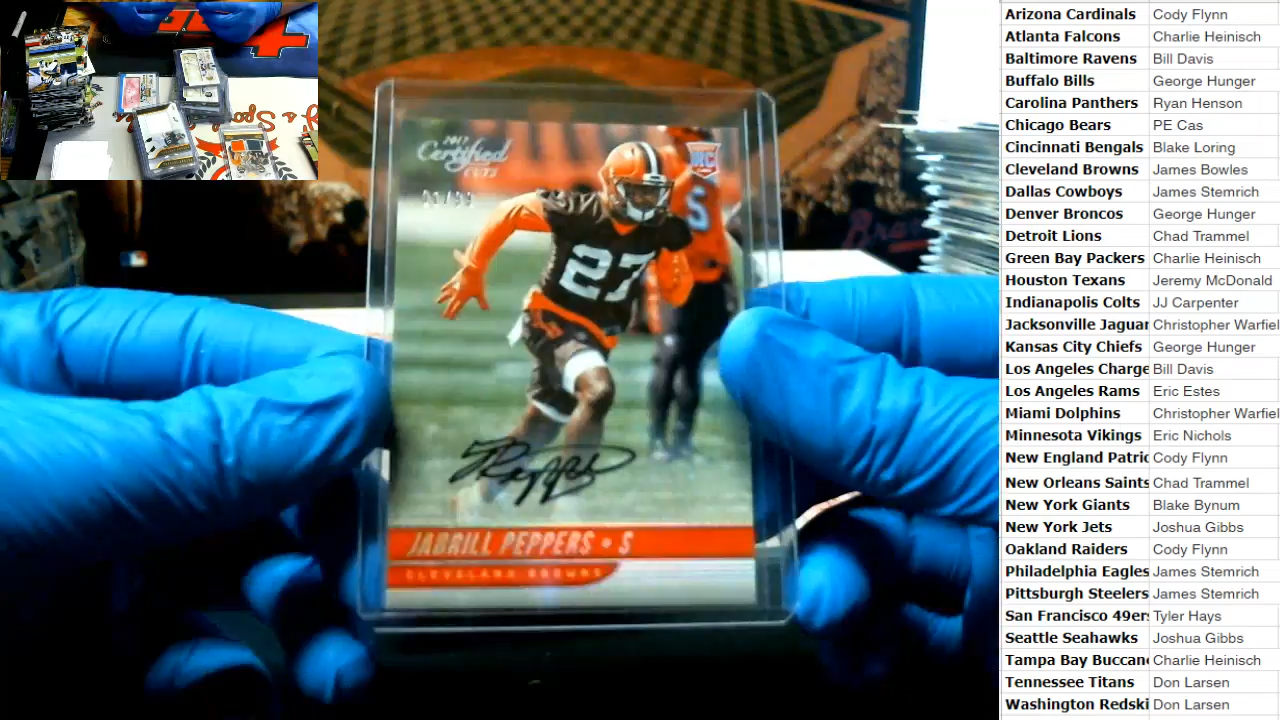 2017
Certified
CUTS
RC
27
5
JABRILL PEPPERS • S
CLEVELAND BROWNS
Arizona Cardinals Cody Flynn
Atlanta Falcons Charlie Heinisch
Baltimore Ravens Bill Davis
Buffalo Bills George Hunger
Carolina Panthers Ryan Henson
Chicago Bears PE Cas
Cincinnati Bengals Blake Loring
Cleveland Browns James Bowles
Dallas Cowboys James Stemrich
Denver Broncos George Hunger
Detroit Lions Chad Trammel
Green Bay Packers Charlie Heinisch
Houston Texans Jeremy McDonald
Indianapolis Colts JJ Carpenter
Jacksonville Jaguar Christopher Warfiel
Kansas City Chiefs George Hunger
Los Angeles Charge Bill Davis
Los Angeles Rams Eric Estes
Miami Dolphins Christopher Warfiel
Minnesota Vikings Eric Nichols
New England Patric Cody Flynn
New Orleans Saints Chad Trammel
New York Giants Blake Bynum
New York Jets Joshua Gibbs
Oakland Raiders Cody Flynn
Philadelphia Eagles James Stemrich
Pittsburgh Steelers James Stemrich
San Francisco 49ers Tyler Hays
Seattle Seahawks Joshua Gibbs
Tampa Bay Buccane Charlie Heinisch
Tennessee Titans Don Larsen
Washington Redski Don Larsen